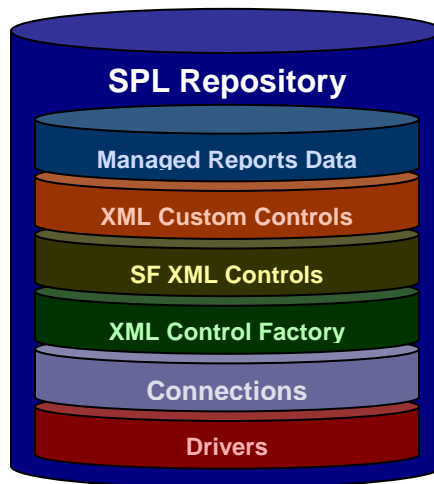 SPL Repository
Managed Reports Data
XML Custom Controls
SF XML Controls
XML Control Factory
Connections
Drivers